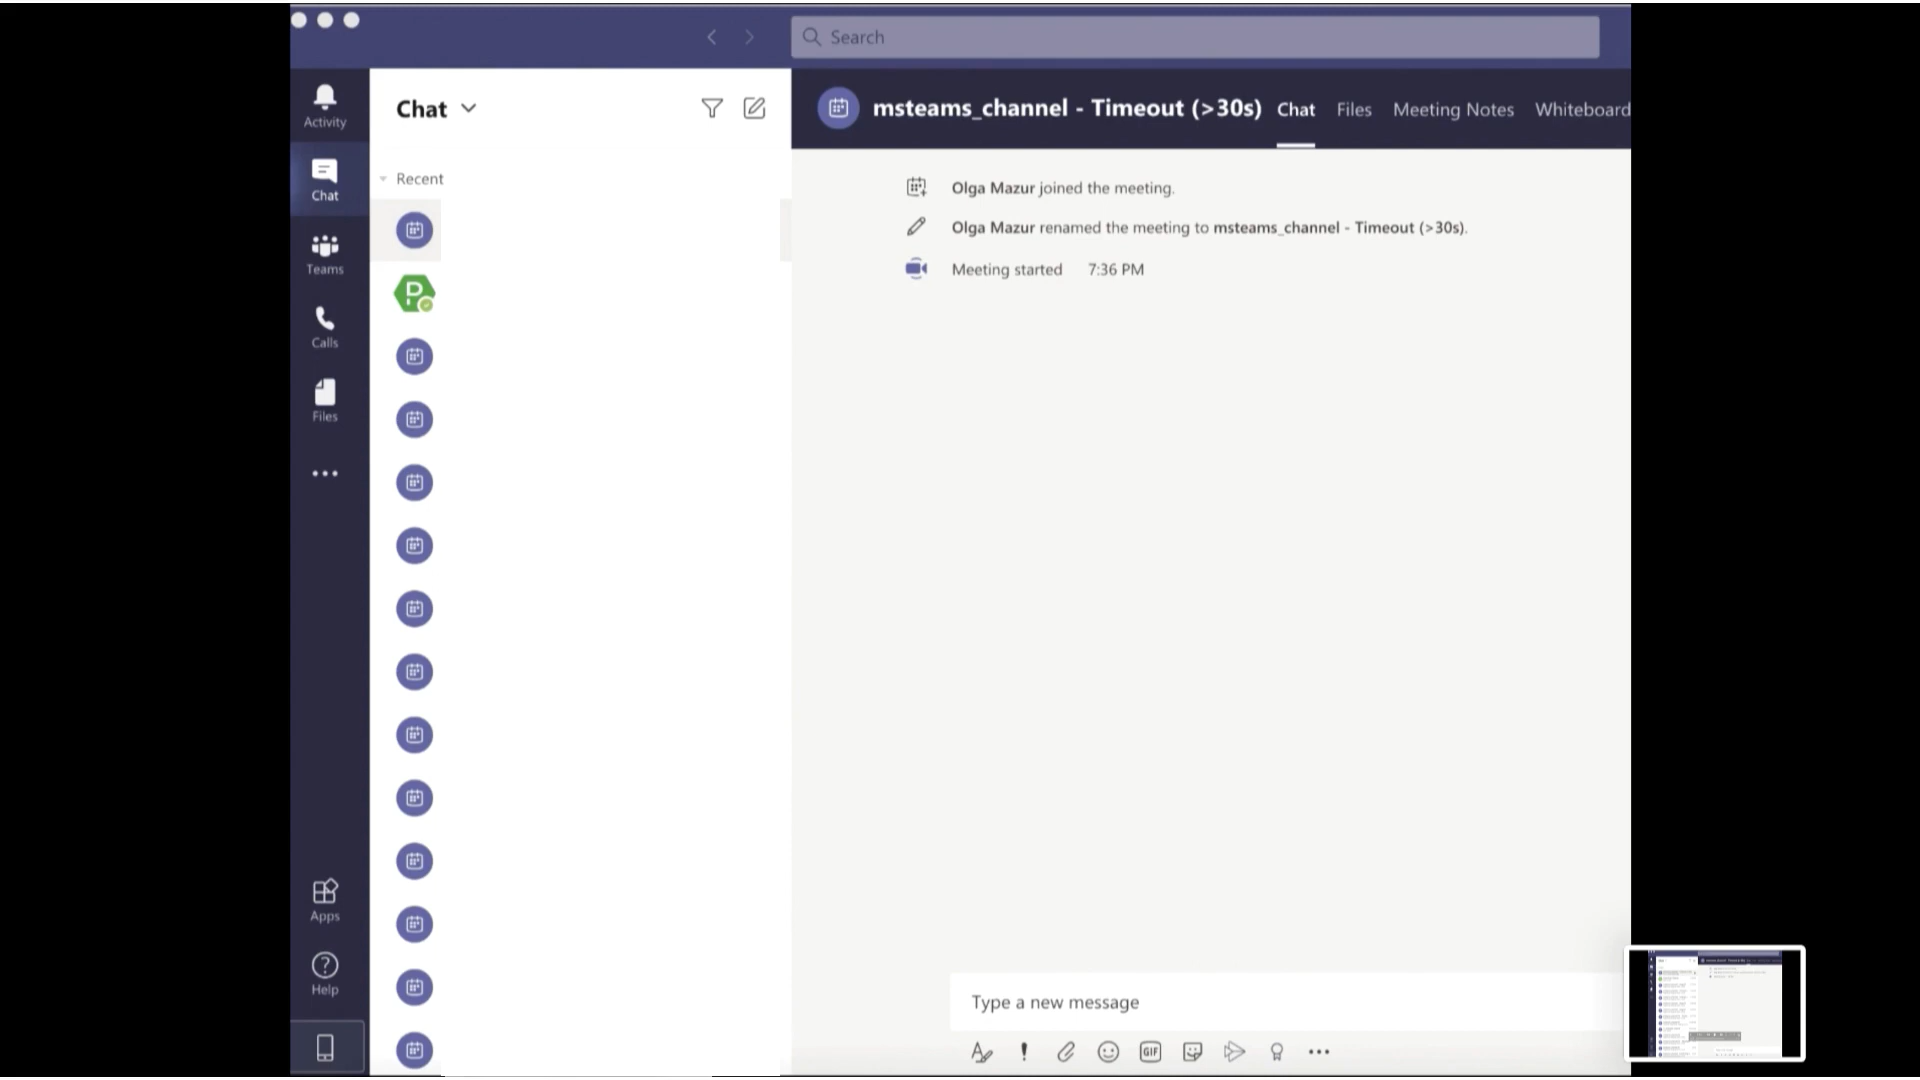 Search
Activity
Chat
Teams
Calls
Files
Apps
Help
Chat
Recent
msteams_channel - Timeout (>30s) Chat Files Meeting Notes Whiteboard
Olga Mazur joined the meeting.
Olga Mazur renamed the meeting to msteams_channel - Timeout (>30s).
Meeting started 7:36 PM
Type a new message
GIF